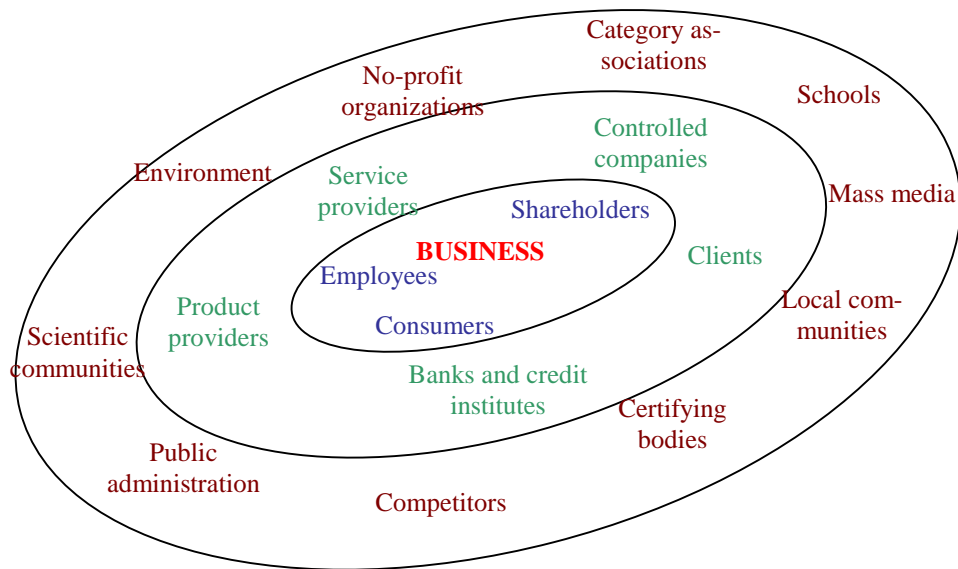 Category as-
sociations
No-profit
organizations
Schools
Controlled
companies
Environment
Service
providers
Mass media
Shareholders
BUSINESS
Clients
Employees
Product
providers
Local com-
munities
Consumers
Scientific
communities
Banks and credit
institutes
Certifying
bodies
Public
administration
Competitors